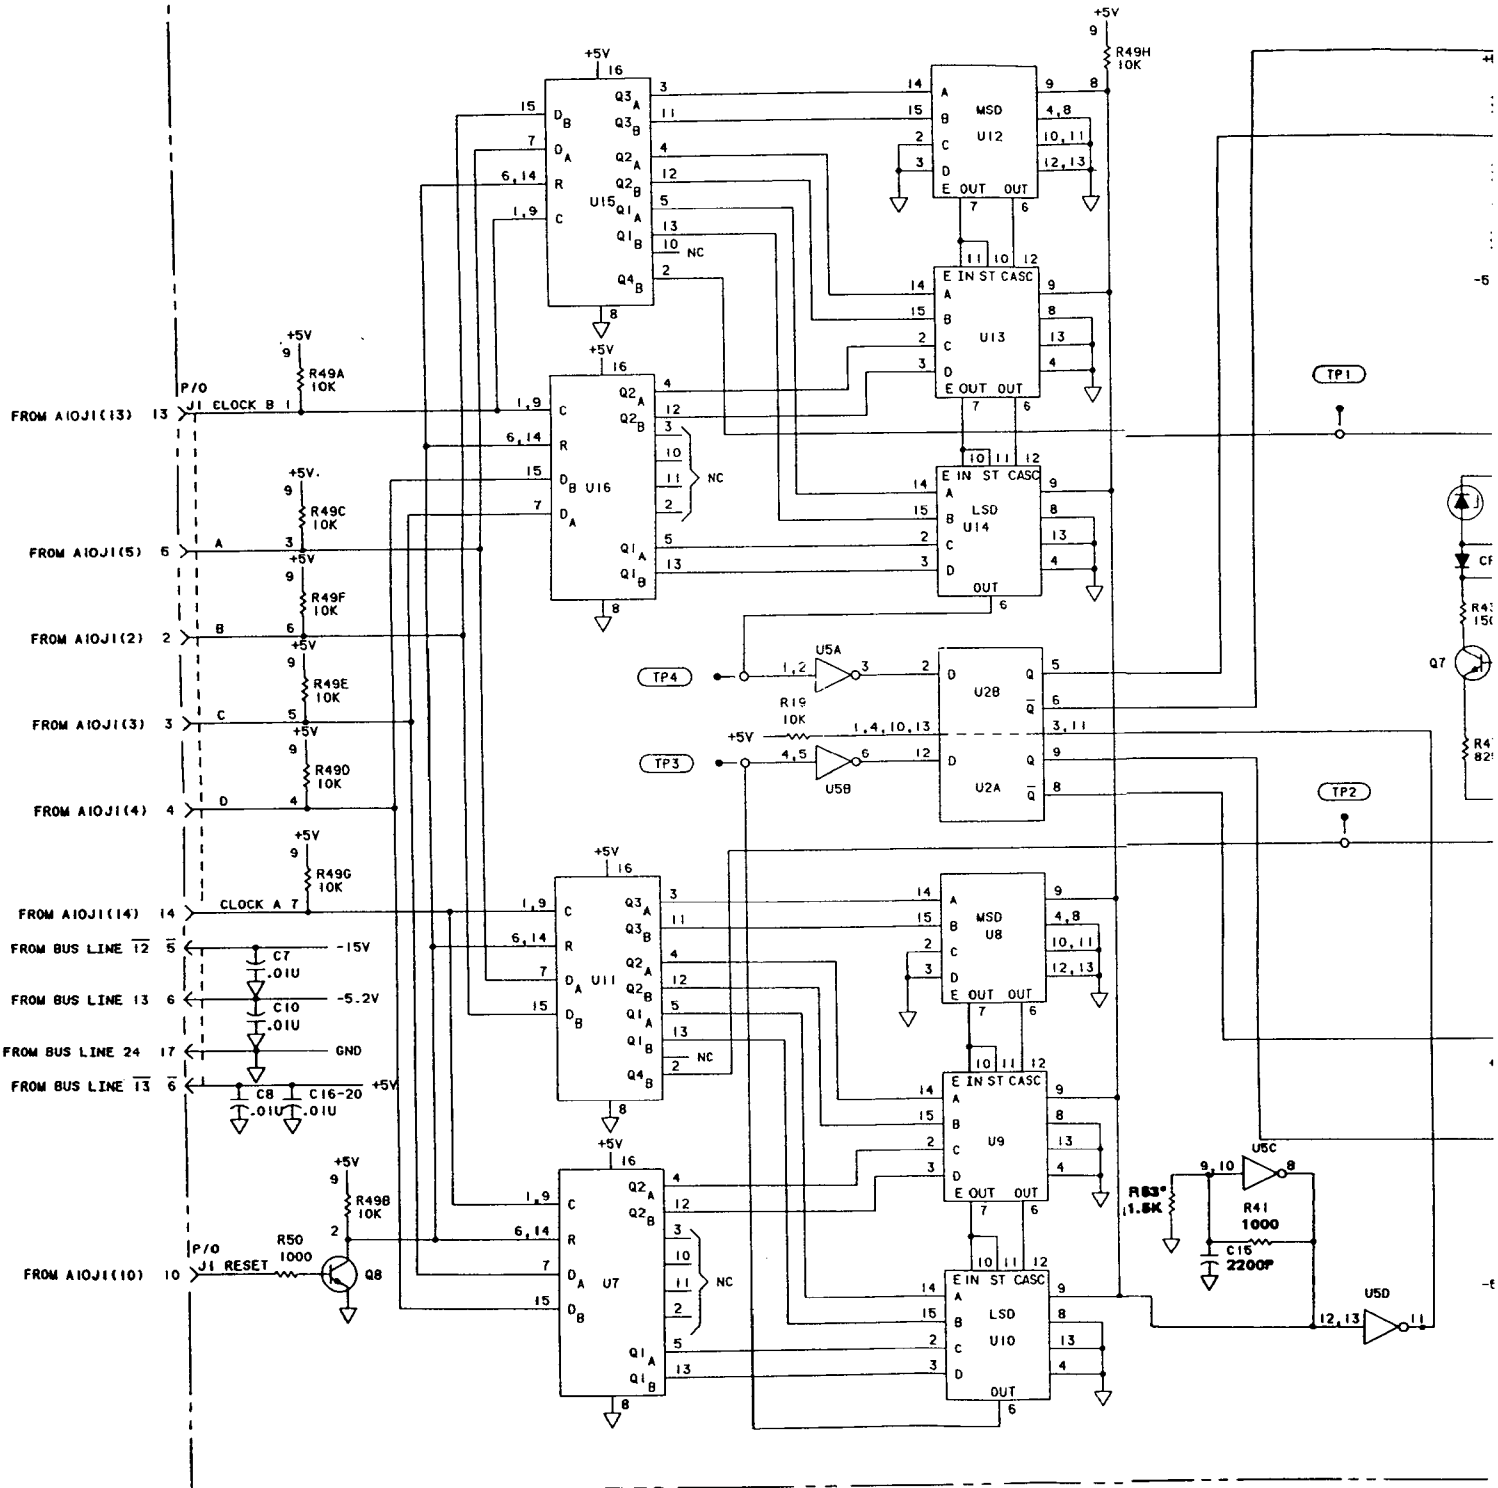 +5V
9
R49H
10K
8
+5V
16
15 D B
7 D A
6,14 R
1,9 C
U15
Q3 A 3
Q3 B 11
Q2 A 4
Q2 B 12
Q1 A 5
Q1 B 13
10 NC
Q4 B 2
8
14 A
15 B
2 C
3 D
MSD
U12
9
4,8
10,11
12,13
E OUT OUT
7 6
11 10 12
E IN ST CASC
14 A
15 B
2 C
3 D
U13
9
8
13
4
E OUT OUT
7 6
10 11 12
E IN ST CASC
14 A
15 B
2 C
3 D
LSD
U14
9
8
13
4
OUT
6
-5
+5V
16
1,9 C
6,14 R
15 D B
7 D A
U16
Q2 A 4
Q2 B 12
3
10
11
2
NC
Q1 A 5
Q1 B 13
8
TP1
+5V
9
R49A
10K
P/O
J1
FROM A10J1(13) 13 CLOCK B 1
+5V
9
R49C
10K
FROM A10J1(5) 5 A 3
+5V
9
R49F
10K
FROM A10J1(2) 2 B 6
+5V
9
R49E
10K
FROM A10J1(3) 3 C 5
+5V
9
R49D
10K
FROM A10J1(4) 4 D 4
+5V
9
R49G
10K
FROM A10J1(14) 14 CLOCK A 7
FROM BUS LINE 12 5 -15V
C7
.01U
FROM BUS LINE 13 6 -5.2V
C10
.01U
FROM BUS LINE 24 17 GND
FROM BUS LINE 13 6 +5V
C8
.01U
C16-20
.01U
+5V
9
R49B
10K
2
P/O
J1
R50
1000
FROM A10J1(10) 10 RESET
Q8
TP4
1,2
U5A
3
2 D
U2B
Q 5
Q 6
R19
10K
+5V
1,4,10,13
3,11
TP3
4,5
U5B
6
12 D
U2A
Q 9
Q 8
TP2
Q7
+5V
16
1,9 C
6,14 R
7 D A
15 D B
U11
Q3 A 3
Q3 B 11
Q2 A 4
Q2 B 12
Q1 A 5
Q1 B 13
NC
Q4 B 2
8
14 A
15 B
2 C
3 D
MSD
U8
9
4,8
10,11
12,13
E OUT OUT
7 6
10 11 12
E IN ST CASC
14 A
15 B
2 C
3 D
U9
9
8
13
4
E OUT OUT
7 6
10 11 12
E IN ST CASC
14 A
15 B
2 C
3 D
LSD
U10
9
8
13
4
OUT
6
+5V
16
1,9 C
6,14 R
7 D A
15 D B
U7
Q2 A 4
Q2 B 12
3
10
11
2
NC
Q1 A 5
Q1 B 13
8
R53*
1.5K
9,10
U5C
8
R41
1000
C15
2200P
U5D
12,13
11